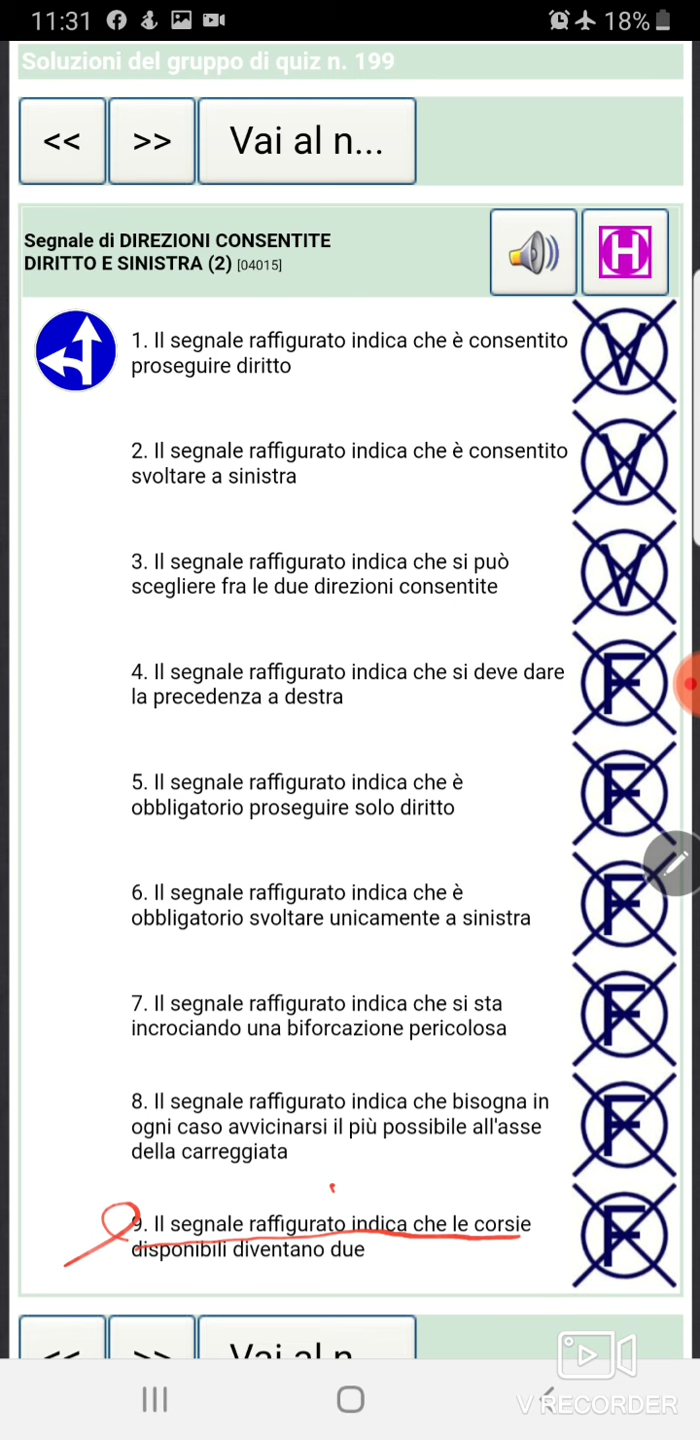 11:31
18%
Soluzioni del gruppo di quiz n. 199
<< >> Vai al n...
Segnale di DIREZIONI CONSENTITE
DIRITTO E SINISTRA (2) [04015]
H
1. Il segnale raffigurato indica che è consentito
proseguire diritto
V
2. Il segnale raffigurato indica che è consentito
svoltare a sinistra
V
3. Il segnale raffigurato indica che si può
scegliere fra le due direzioni consentite
V
4. Il segnale raffigurato indica che si deve dare
la precedenza a destra
F
5. Il segnale raffigurato indica che è
obbligatorio proseguire solo diritto
F
6. Il segnale raffigurato indica che è
obbligatorio svoltare unicamente a sinistra
F
7. Il segnale raffigurato indica che si sta
incrociando una biforcazione pericolosa
F
8. Il segnale raffigurato indica che bisogna in
ogni caso avvicinarsi il più possibile all'asse
della carreggiata
F
9. Il segnale raffigurato indica che le corsie
disponibili diventano due
F
<< >> Vai al n
V RECORDER